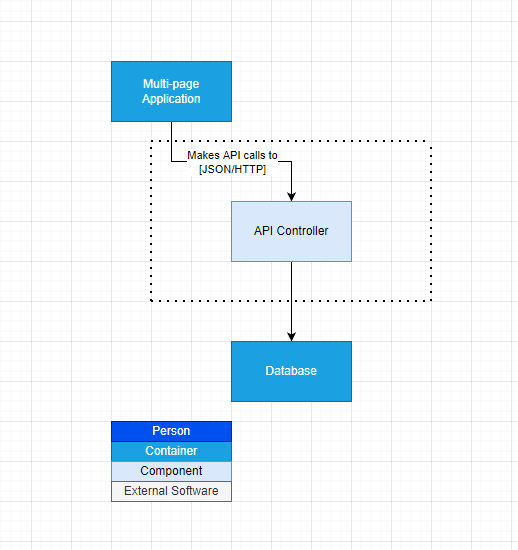 Multi-page
Application
Makes API calls to
[JSON/HTTP]
API Controller
Database
Person
Container
Component
External Software